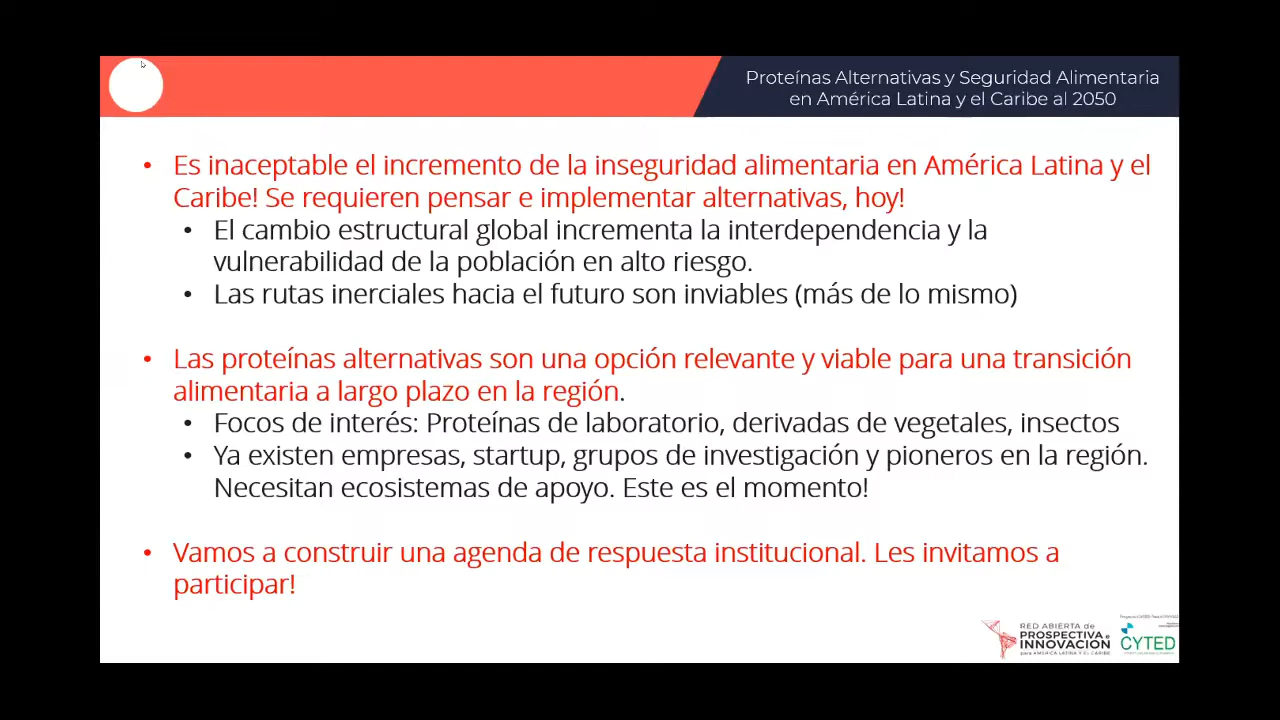 Proteínas Alternativas y Seguridad Alimentaria
en América Latina y el Caribe al 2050
• Es inaceptable el incremento de la inseguridad alimentaria en América Latina y el
Caribe! Se requieren pensar e implementar alternativas, hoy!
• El cambio estructural global incrementa la interdependencia y la
vulnerabilidad de la población en alto riesgo.
• Las rutas inerciales hacia el futuro son inviables (más de lo mismo)
• Las proteínas alternativas son una opción relevante y viable para una transición
alimentaria a largo plazo en la región.
• Focos de interés: Proteínas de laboratorio, derivadas de vegetales, insectos
• Ya existen empresas, startup, grupos de investigación y pioneros en la región.
Necesitan ecosistemas de apoyo. Este es el momento!
• Vamos a construir una agenda de respuesta institucional. Les invitamos a
participar!
RED ABIERTA de
PROSPECTIVA e
INNOVACION
para AMÉRICA LATINA Y EL CARIBE
CYTED